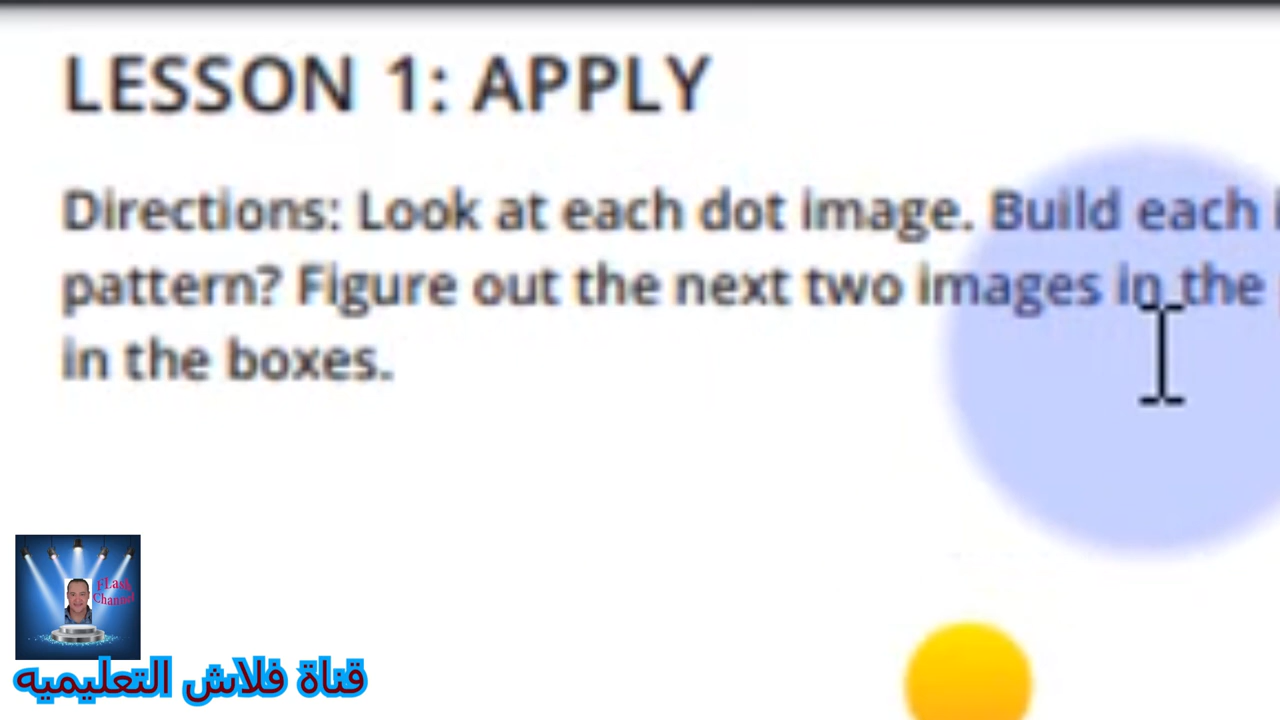 LESSON 1: APPLY
Directions: Look at each dot image. Build each
pattern? Figure out the next two images in the
in the boxes.
FLash
Channel
قناة فلاش التعليميه